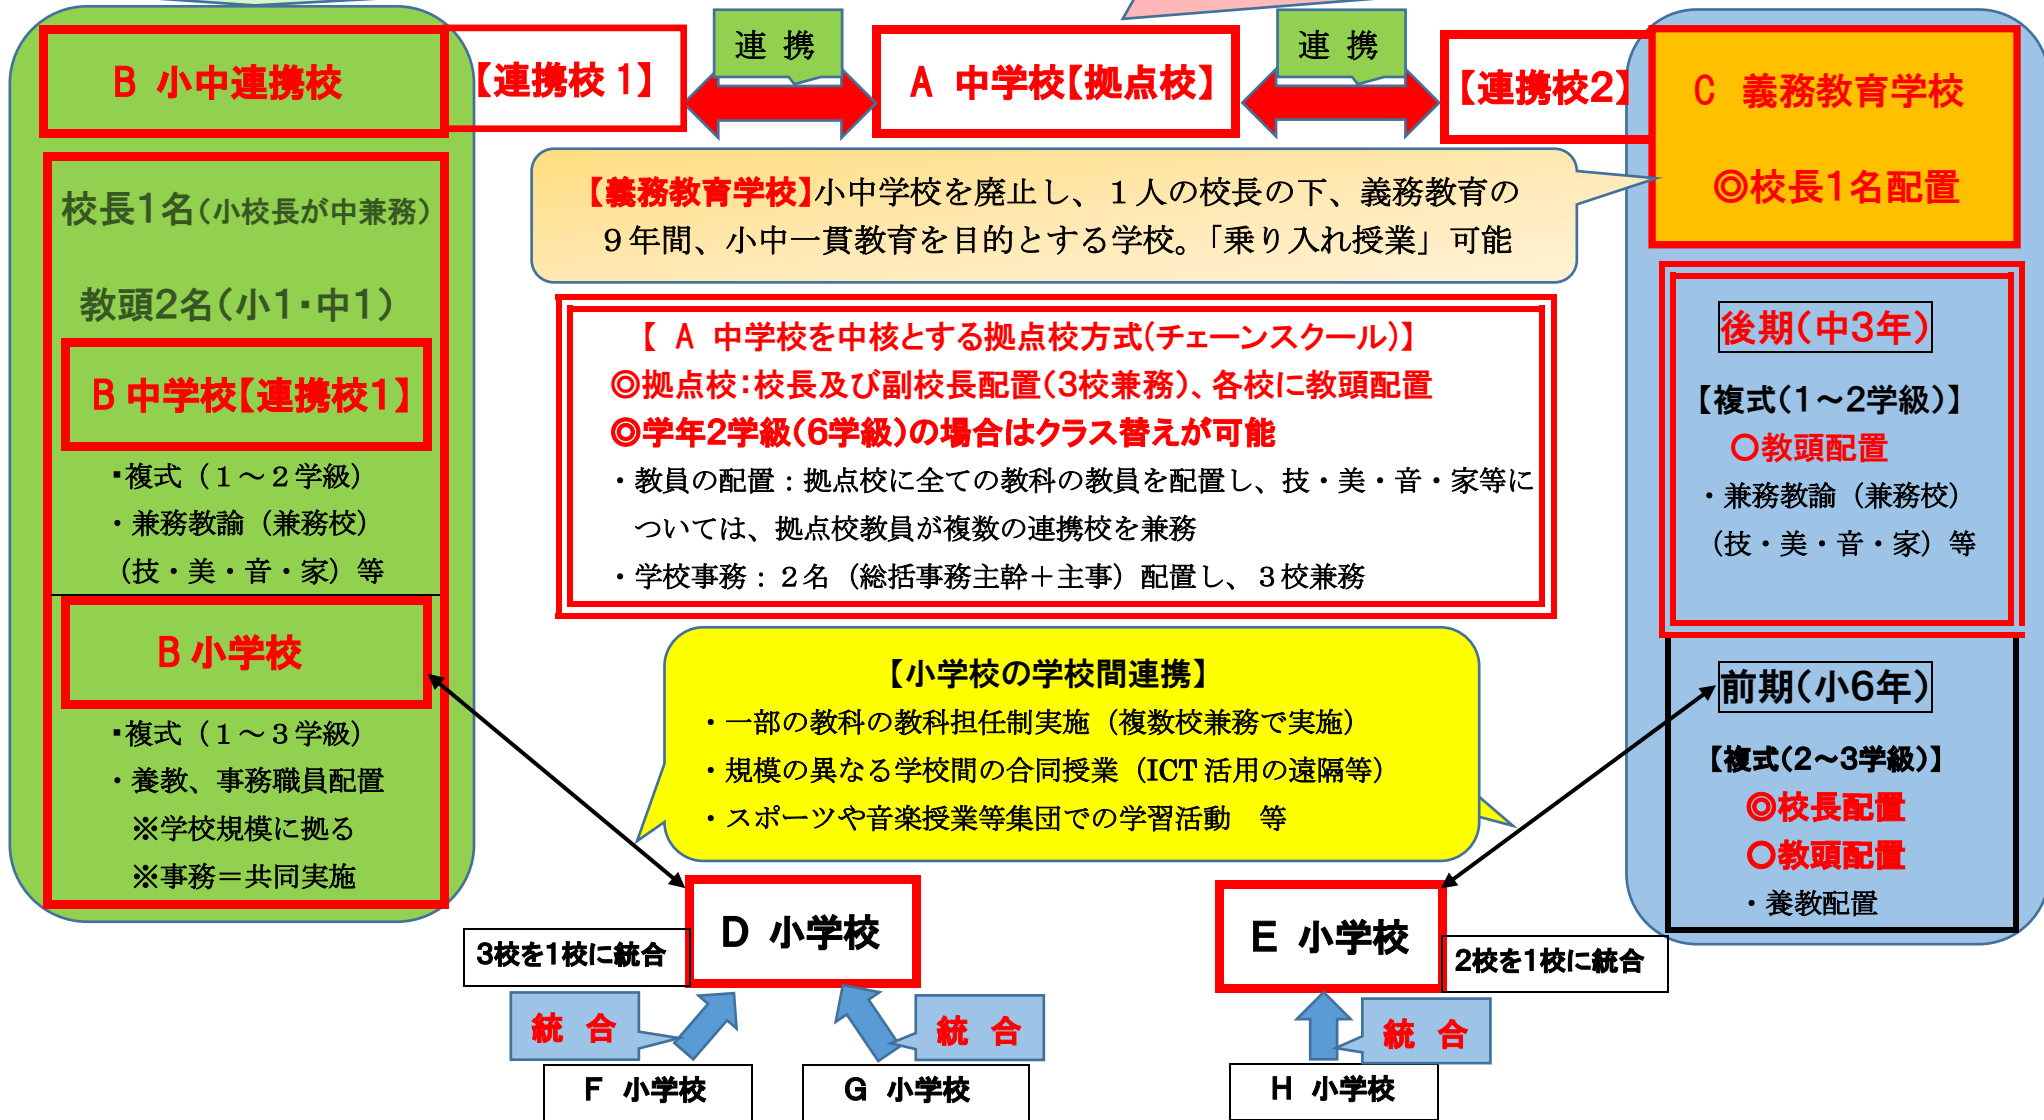 B 小中連携校
【連携校１】
連 携
A 中学校【拠点校】
連 携
【連携校2】
C 義務教育学校
◎校長1名配置
校長1名(小校長が中兼務)
教頭2名(小1・中1)
B 中学校【連携校1】
・複式（１～２学級）
・兼務教諭（兼務校）
（技・美・音・家）等
B 小学校
・複式（１～３学級）
・養教、事務職員配置
※学校規模に拠る
※事務＝共同実施
【義務教育学校】小中学校を廃止し、１人の校長の下、義務教育の
９年間、小中一貫教育を目的とする学校。「乗り入れ授業」可能
【 A 中学校を中核とする拠点校方式(チェーンスクール)】
◎拠点校：校長及び副校長配置(3校兼務)、各校に教頭配置
◎学年2学級(6学級)の場合はクラス替えが可能
・教員の配置：拠点校に全ての教科の教員を配置し、技・美・音・家等に
ついては、拠点校教員が複数の連携校を兼務
・学校事務：２名（総括事務主幹＋主事）配置し、３校兼務
【小学校の学校間連携】
・一部の教科の教科担任制実施（複数校兼務で実施）
・規模の異なる学校間の合同授業（ICT 活用の遠隔等）
・スポーツや音楽授業等集団での学習活動　等
後期(中3年)
【複式(1～2学級)】
○教頭配置
・兼務教諭（兼務校）
（技・美・音・家）等
前期(小6年)
【複式(2～3学級)】
◎校長配置
○教頭配置
・養教配置
3校を1校に統合
D 小学校
E 小学校
2校を1校に統合
統 合
統 合
統 合
F 小学校
G 小学校
H 小学校